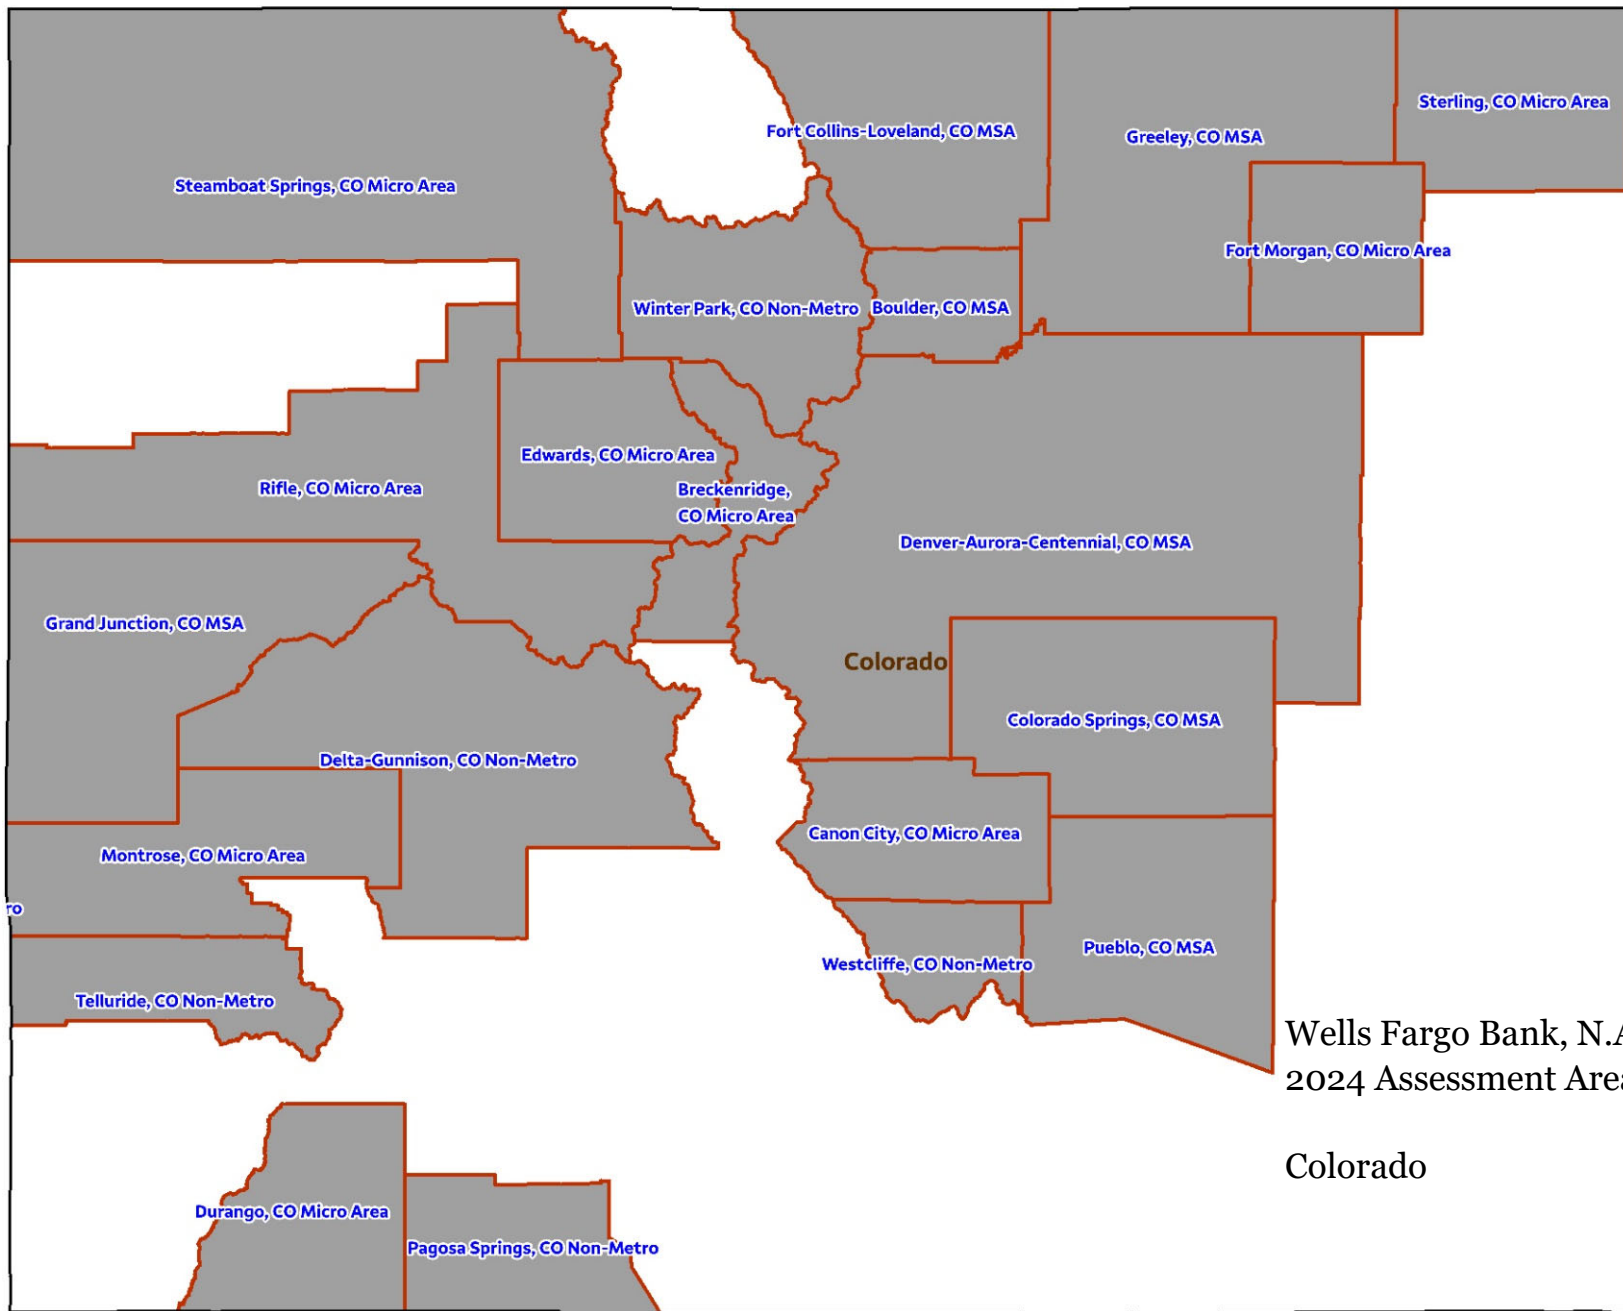 Sterling, CO Micro Area
Fort Collins-Loveland, CO MSA
Greeley, CO MSA
Steamboat Springs, CO Micro Area
Fort Morgan, CO Micro Area
Winter Park, CO Non-Metro
Boulder, CO MSA
Edwards, CO Micro Area
Rifle, CO Micro Area
Breckenridge,
CO Micro Area
Denver-Aurora-Centennial, CO MSA
Grand Junction, CO MSA
Colorado
Colorado Springs, CO MSA
Delta-Gunnison, CO Non-Metro
Canon City, CO Micro Area
Montrose, CO Micro Area
ro
Pueblo, CO MSA
Westcliffe, CO Non-Metro
Telluride, CO Non-Metro
Wells Fargo Bank, N.A
2024 Assessment Area
Colorado
Durango, CO Micro Area
Pagosa Springs, CO Non-Metro